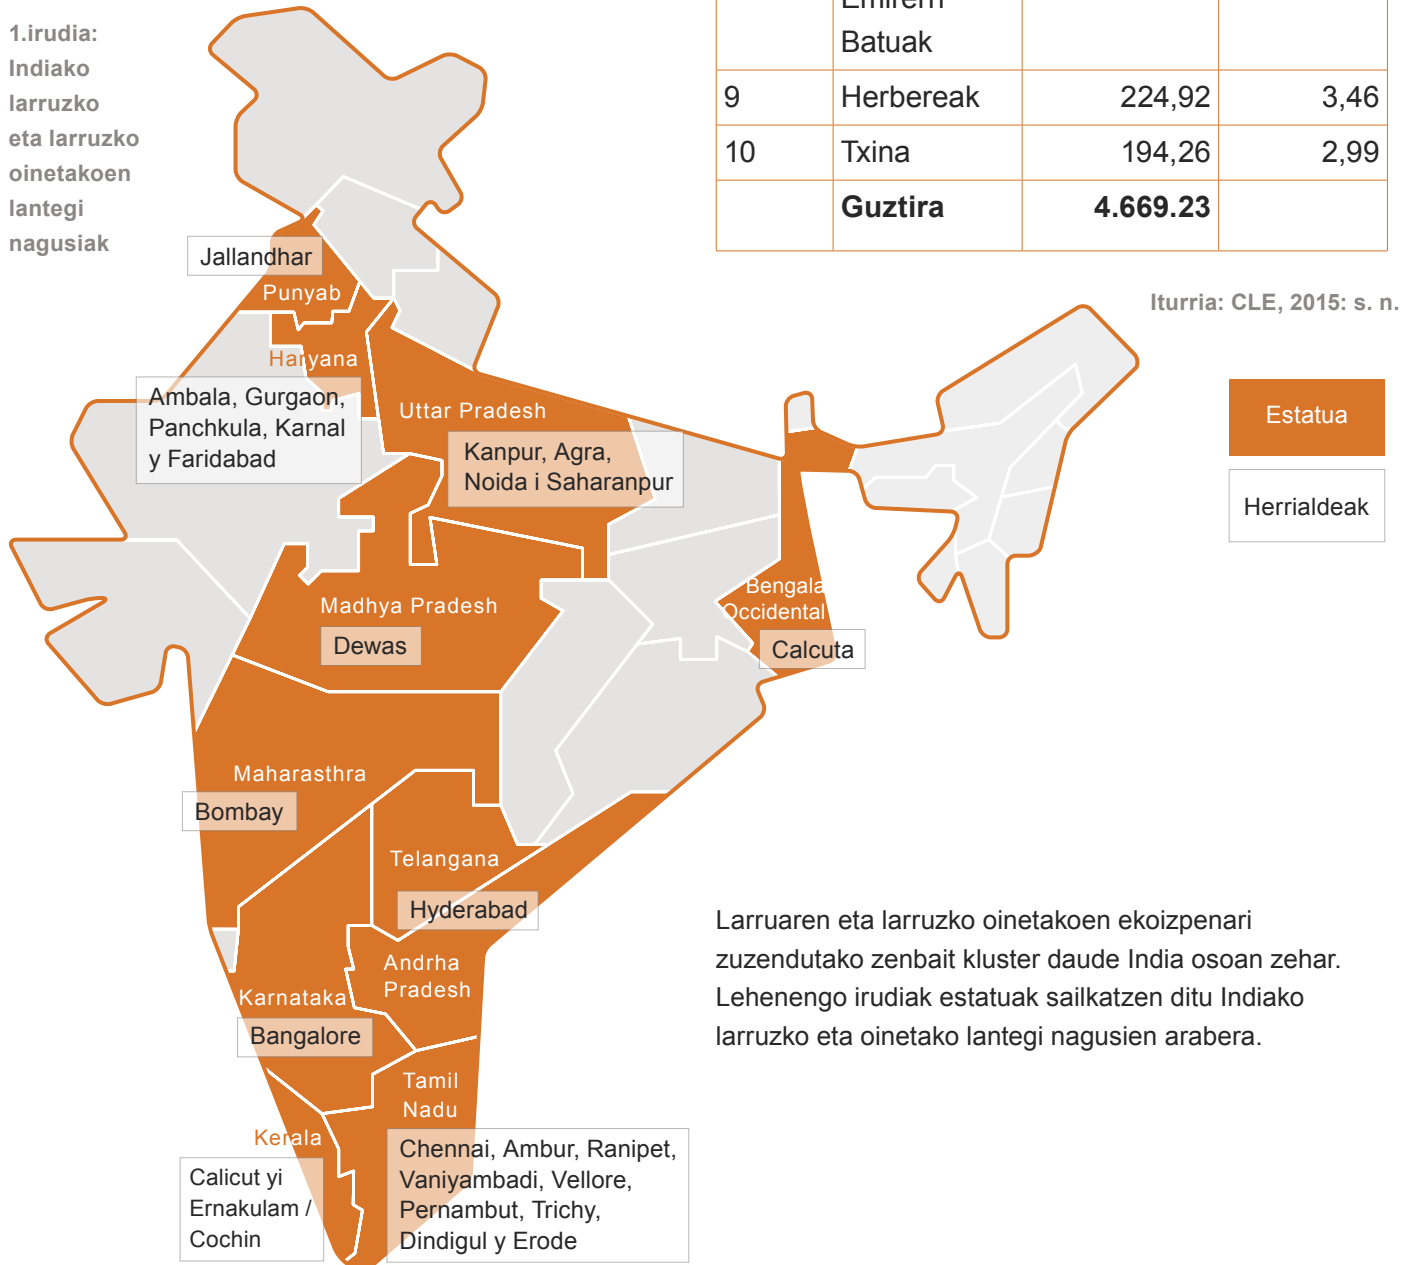 1.irudia:
Indiako
larruzko
eta larruzko
oinetakoen
lantegi
nagusiak
Batuak
9 Herbereak 224,92 3,46
10 Txina 194,26 2,99
Guztira 4.669.23
Iturria: CLE, 2015: s. n.
Estatua
Herrialdeak
Jallandhar
Punyab
Haryana
Ambala, Gurgaon,
Panchkula, Karnal
y Faridabad
Uttar Pradesh
Kanpur, Agra,
Noida i Saharanpur
Madhya Pradesh
Dewas
Bengala
Occidental
Calcuta
Maharasthra
Bombay
Telangana
Hyderabad
Andrha
Pradesh
Karnataka
Bangalore
Tamil
Nadu
Chennai, Ambur, Ranipet,
Vaniyambadi, Vellore,
Pernambut, Trichy,
Dindigul y Erode
Kerala
Calicut yi
Ernakulam /
Cochin
Larruaren eta larruzko oinetakoen ekoizpenari
zuzendutako zenbait kluster daude India osoan zehar.
Lehenengo irudiak estatuak sailkatzen ditu Indiako
larruzko eta oinetako lantegi nagusien arabera.